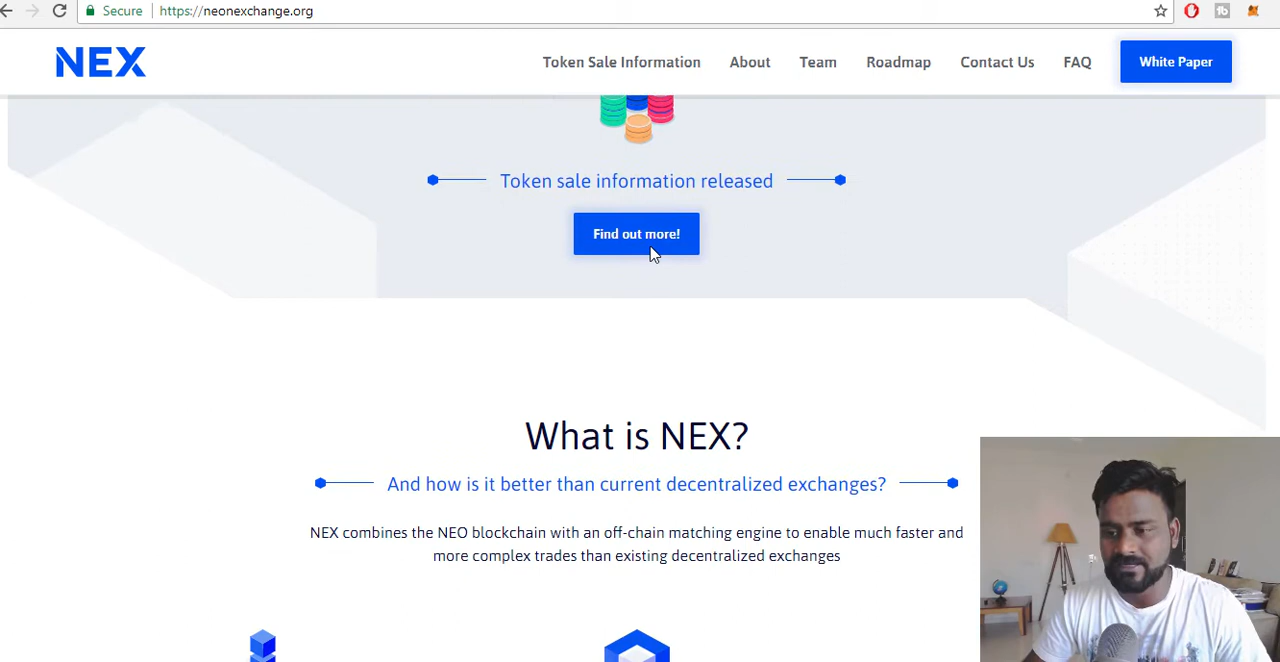 Secure https://neonexchange.org
NEX Token Sale Information About Team Roadmap Contact Us FAQ White Paper
Token sale information released
Find out more!
What is NEX?
And how is it better than current decentralized exchanges?
NEX combines the NEO blockchain with an off-chain matching engine to enable much faster and
more complex trades than existing decentralized exchanges